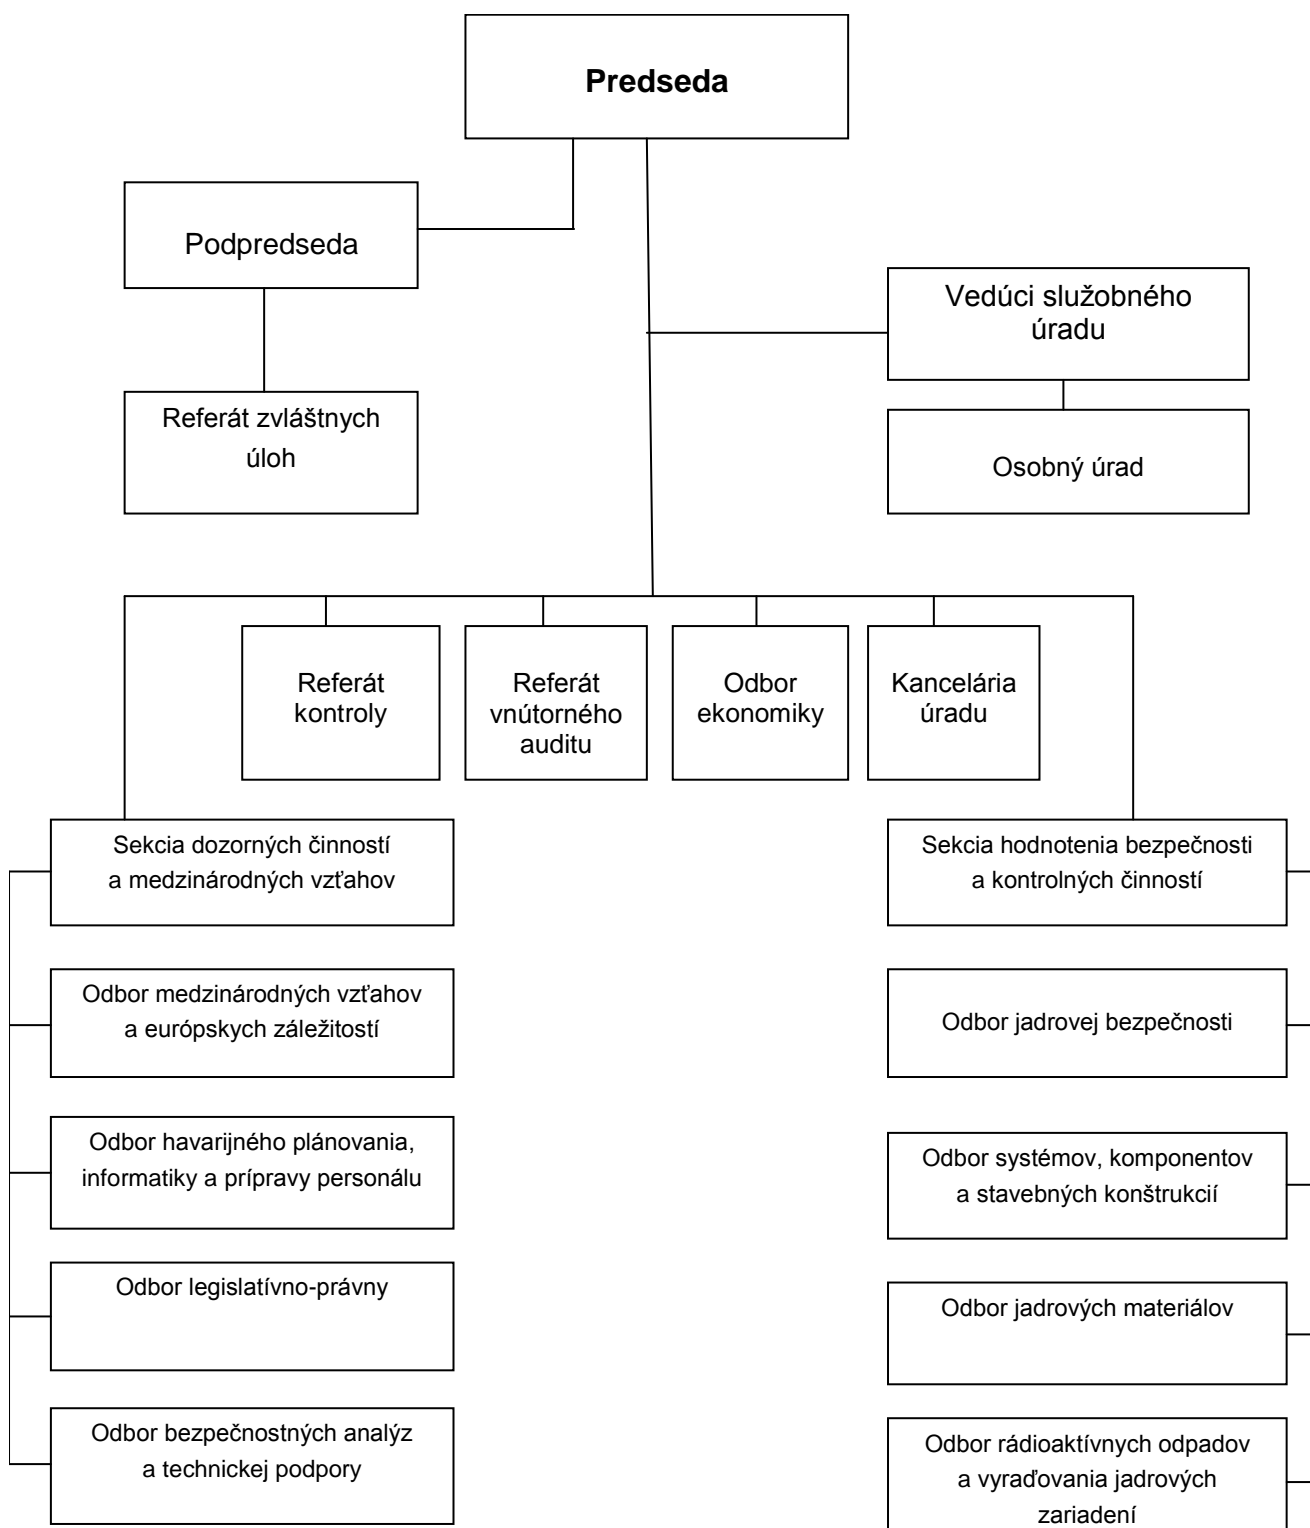 Predseda
Podpredseda
Vedúci služobného
úradu
Referát zvláštnych
úloh
Osobný úrad
Referát
kontroly
Referát
vnútorného
auditu
Odbor
ekonomiky
Kancelária
úradu
Sekcia dozorných činností
a medzinárodných vzťahov
Sekcia hodnotenia bezpečnosti
a kontrolných činností
Odbor medzinárodných vzťahov
a európskych záležitostí
Odbor jadrovej bezpečnosti
Odbor havarijného plánovania,
informatiky a prípravy personálu
Odbor systémov, komponentov
a stavebných konštrukcií
Odbor legislatívno-právny
Odbor jadrových materiálov
Odbor bezpečnostných analýz
a technickej podpory
Odbor rádioaktívnych odpadov
a vyraďovania jadrových
zariadení